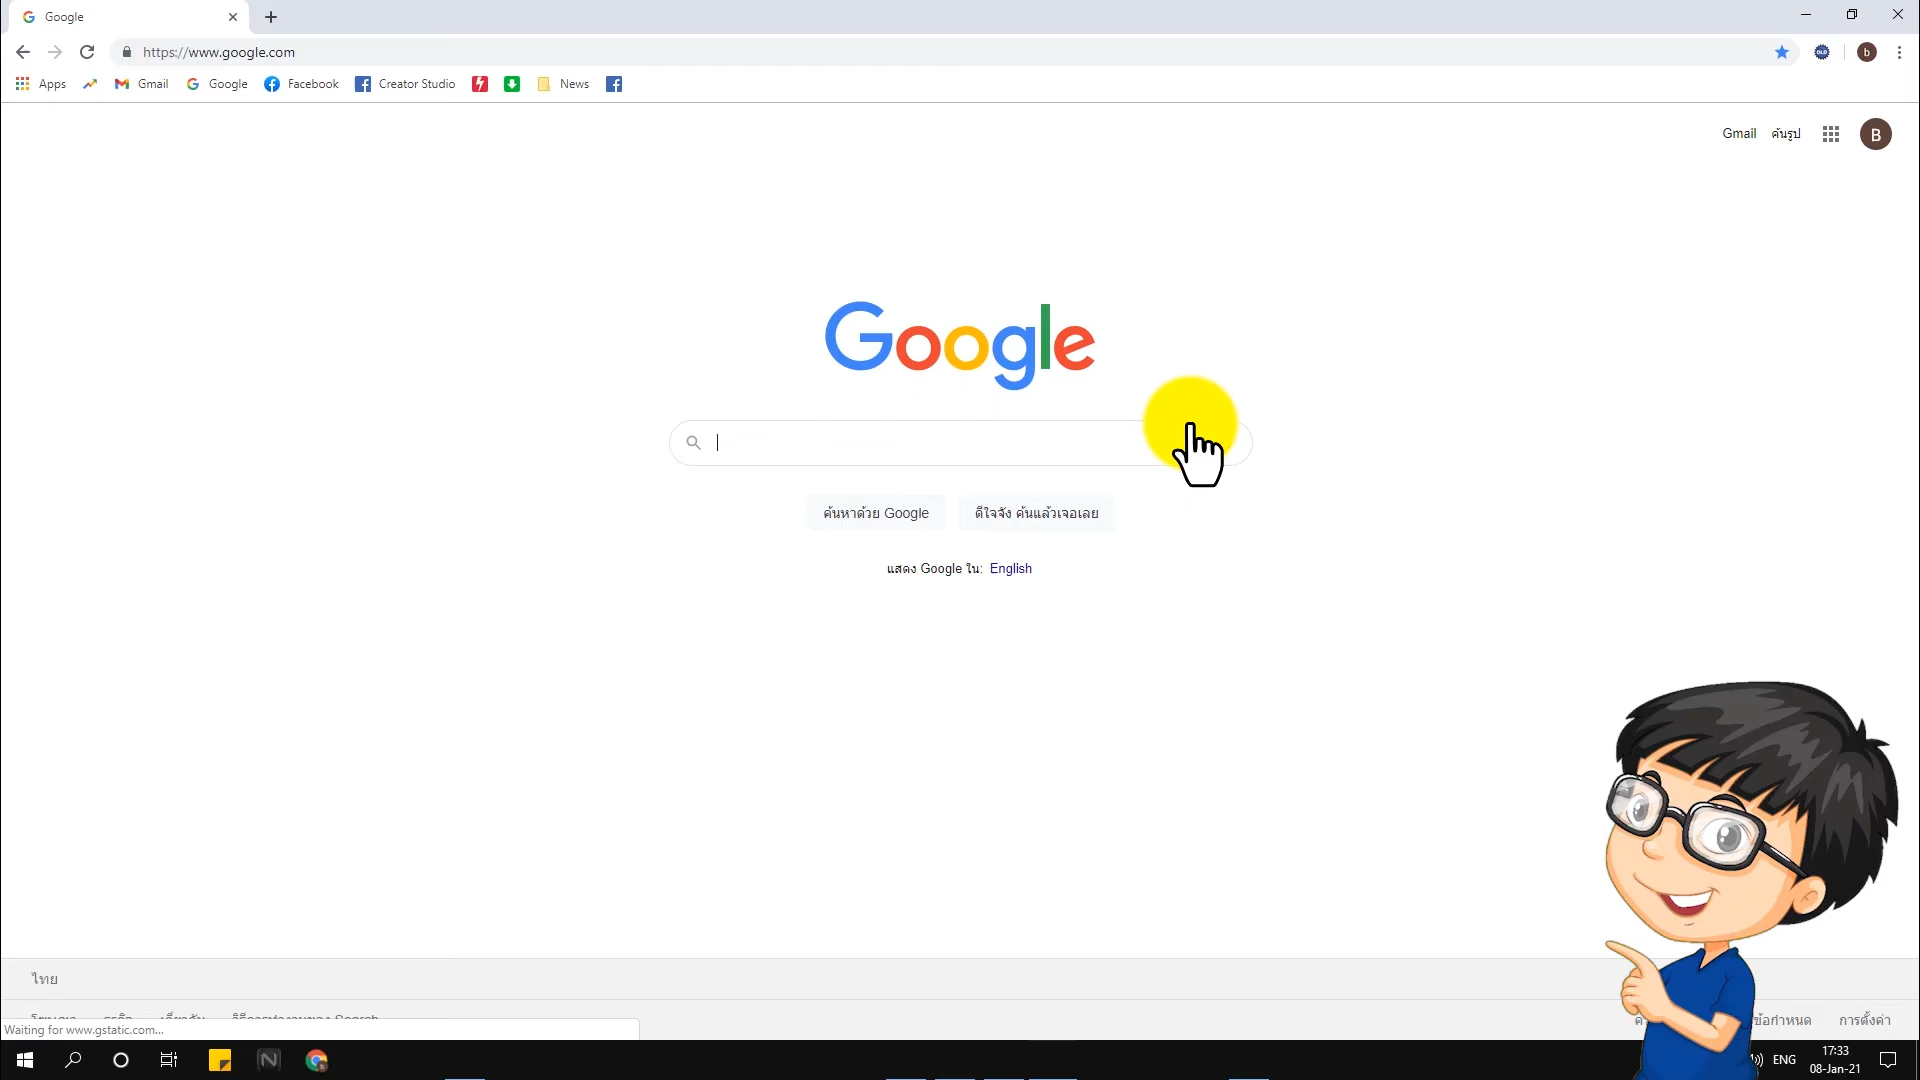 Google
https://www.google.com
b
Apps
Gmail
Google
Facebook
Creator Studio
News
Gmail
ค้นรูป
B
Google
ค้นหาด้วย Google
ดีใจจัง ค้นแล้วเจอเลย
แสดง Google ใน: English
ไทย
Waiting for www.gstatic.com...
ข้อกำหนด
การตั้งค่า
ENG
17:33
08-Jan-21